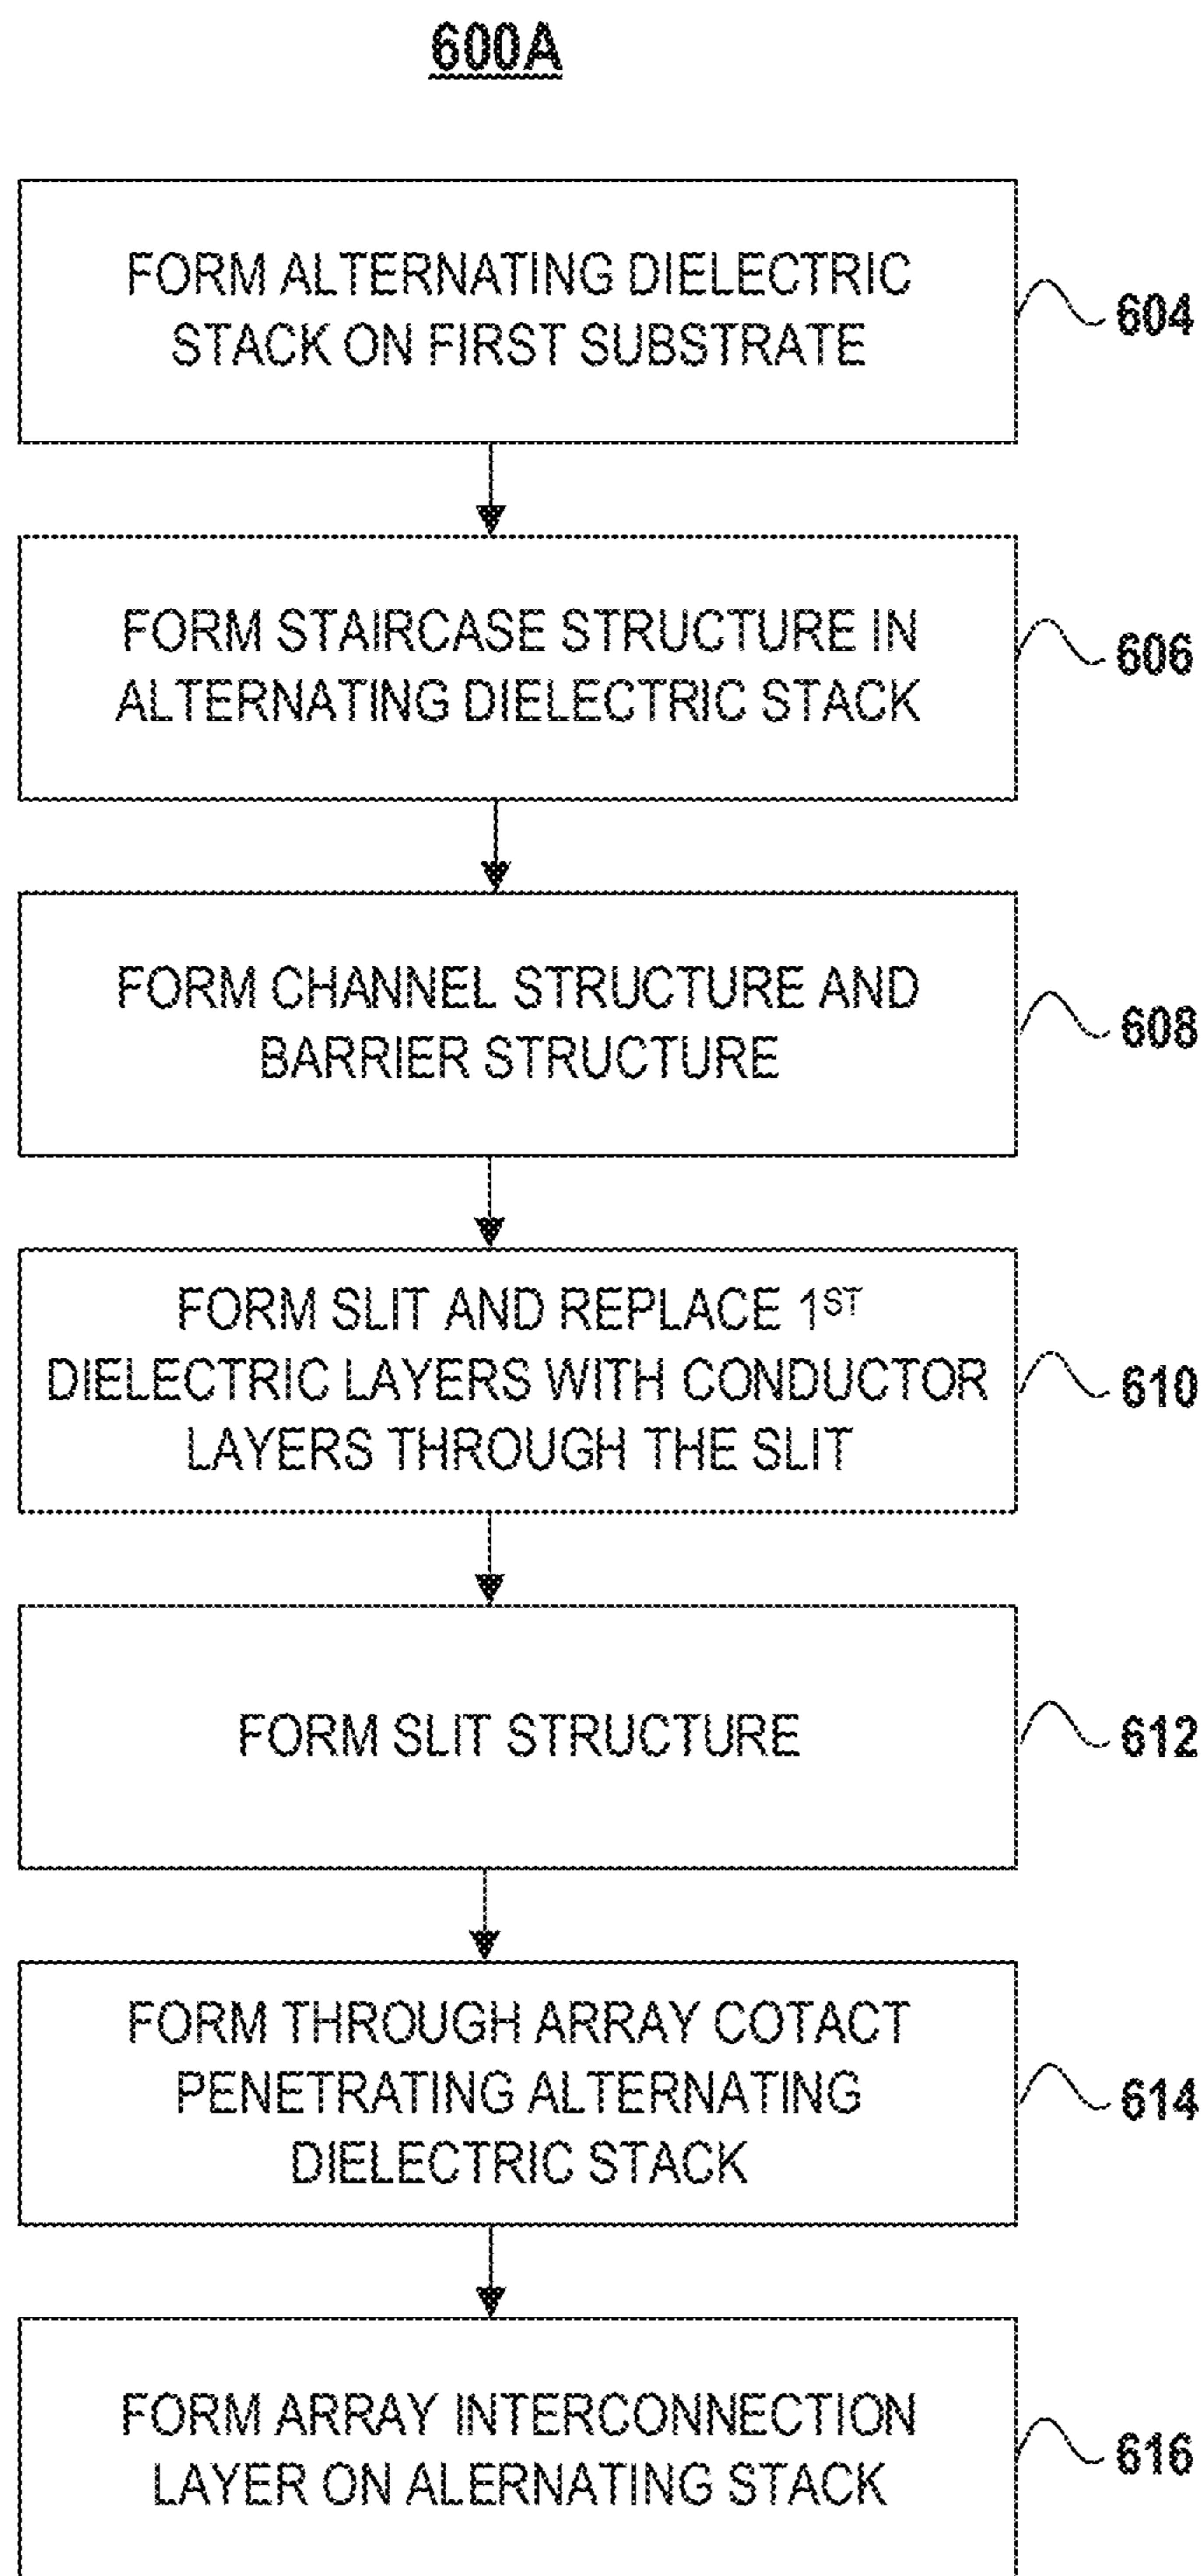 600A
FORM ALTERNATING DIELECTRIC
STACK ON FIRST SUBSTRATE
604
FORM STAIRCASE STRUCTURE IN
ALTERNATING DIELECTRIC STACK
606
FORM CHANNEL STRUCTURE AND
BARRIER STRUCTURE
608
FORM SLIT AND REPLACE 1ST
DIELECTRIC LAYERS WITH CONDUCTOR
LAYERS THROUGH THE SLIT
610
FORM SLIT STRUCTURE
612
FORM THROUGH ARRAY COTACT
PENETRATING ALTERNATING
DIELECTRIC STACK
614
FORM ARRAY INTERCONNECTION
LAYER ON ALERNATING STACK
616